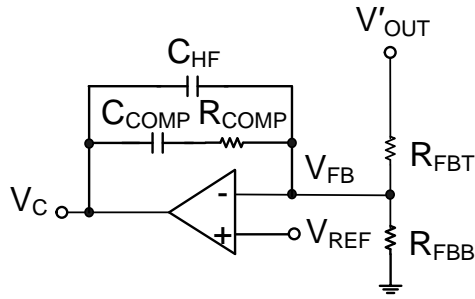 V'OUT
CHF
CCOMP RCOMP
VFB
RFBT
VC
-
+
VREF
RFBB